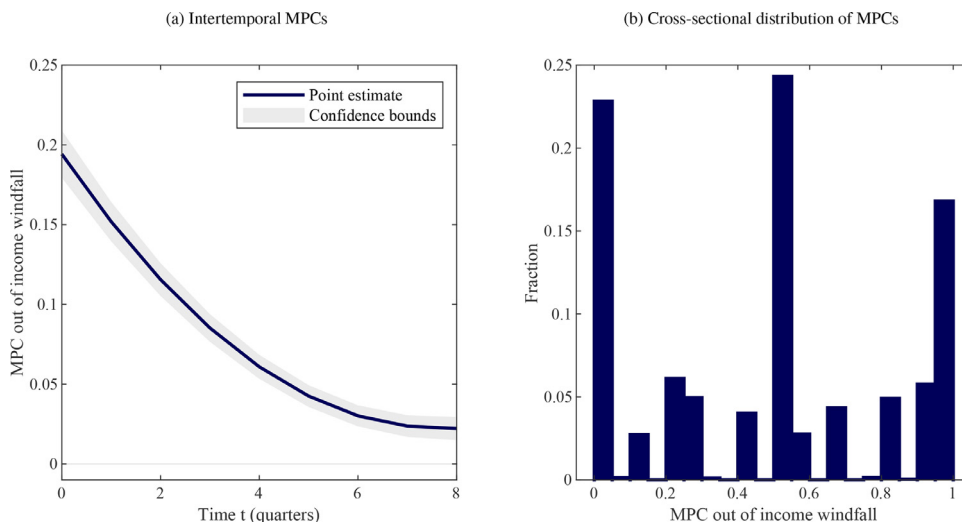 (a) Intertemporal MPCs
MPC out of income windfall
0.25
0.2
0.15
0.1
0.05
0
0 2 4 6 8
Time t (quarters)
Point estimate
Confidence bounds
(b) Cross-sectional distribution of MPCs
Fraction
0.25
0.2
0.15
0.1
0.05
0
0 0.2 0.4 0.6 0.8 1
MPC out of income windfall